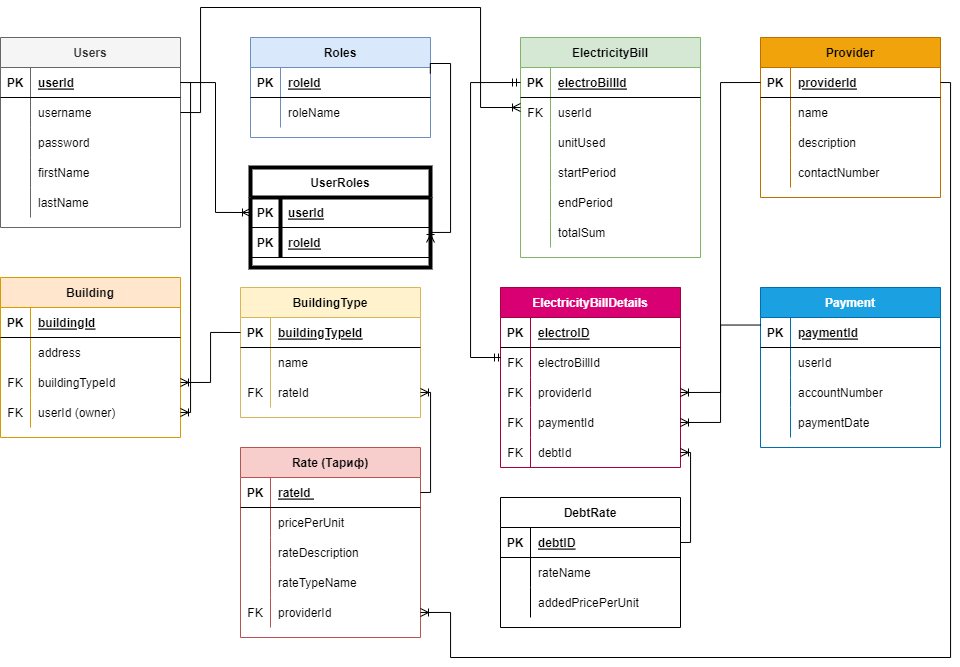 Users
PK userId
username
password
firstName
lastName
Roles
PK roleId
roleName
UserRoles
PK userId
PK roleId
ElectricityBill
PK electroBillId
FK userId
unitUsed
startPeriod
endPeriod
totalSum
Provider
PK providerId
name
description
contactNumber
Building
PK buildingId
address
FK buildingTypeId
FK userId (owner)
BuildingType
PK buildingTypeId
name
FK rateId
ElectricityBillDetails
PK electroID
FK electroBillId
FK providerId
FK paymentId
FK debtId
Payment
PK paymentId
userId
accountNumber
paymentDate
Rate (Тариф)
PK rateId
pricePerUnit
rateDescription
rateTypeName
FK providerId
DebtRate
PK debtID
rateName
addedPricePerUnit